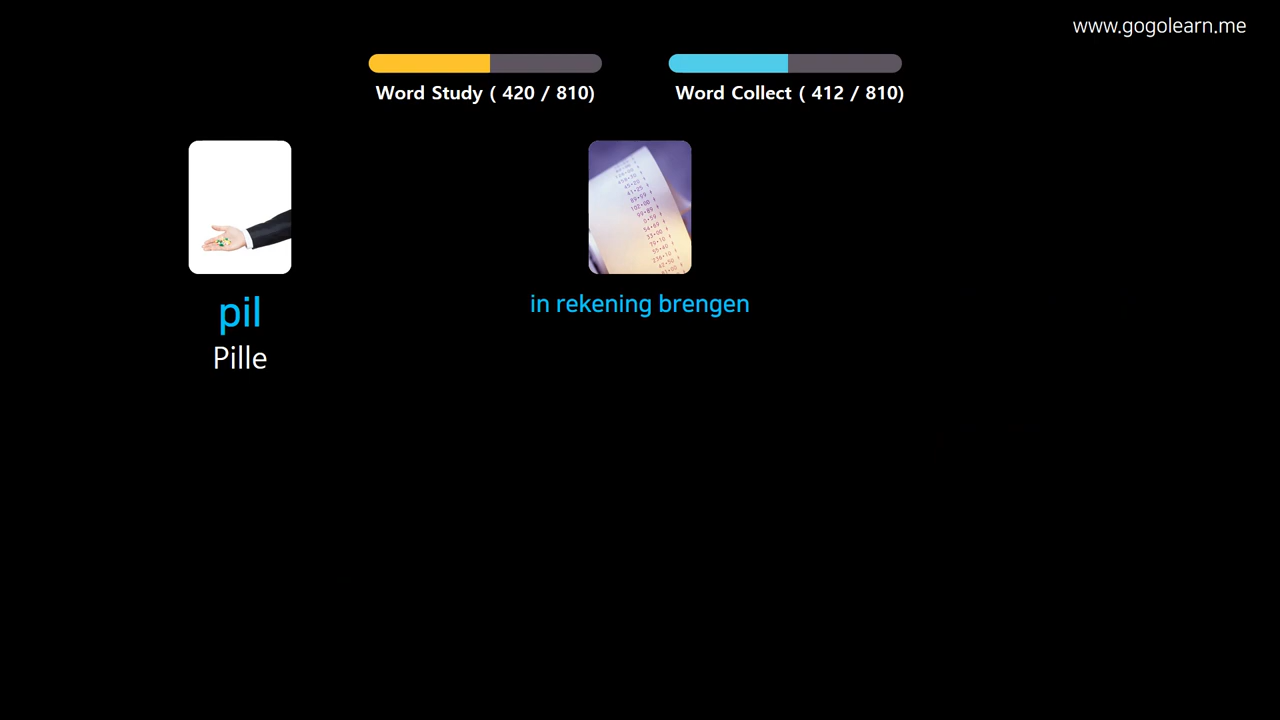 www.gogolearn.me
Word Study ( 420 / 810)
Word Collect ( 412 / 810)
pil
Pille
in rekening brengen